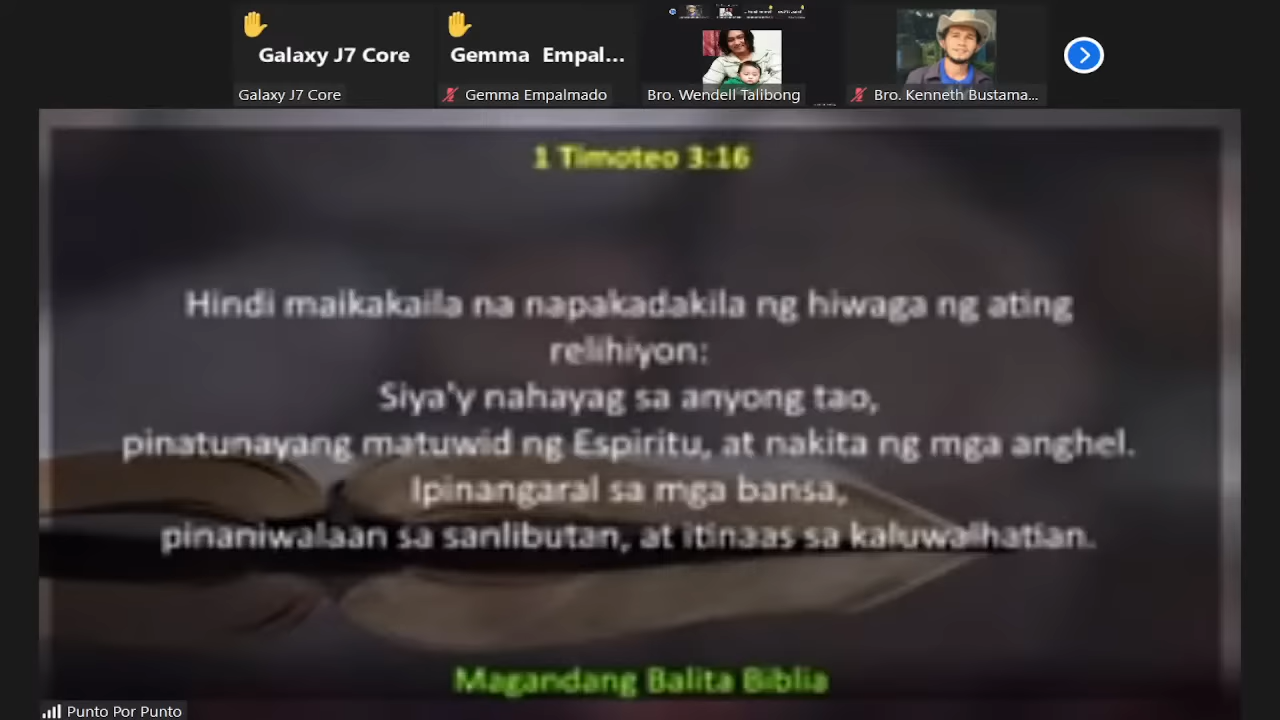 Galaxy J7 Core
Gemma Empal...
Galaxy J7 Core
Gemma Empalmado
Bro. Wendell Talibong
Bro. Kenneth Bustama...
1 Timoteo 3:16
Hindi maikakaila na napakadakila ng hiwaga ng ating
relihiyon:
Siya'y nahayag sa anyong tao,
pinatunayang matuwid ng Espiritu, at nakita ng mga anghel.
Ipinangaral sa mga bansa,
pinaniwalaan sa sanlibutan, at itinaas sa kaluwalhatian.
Magandang Balita Biblia
Punto Por Punto